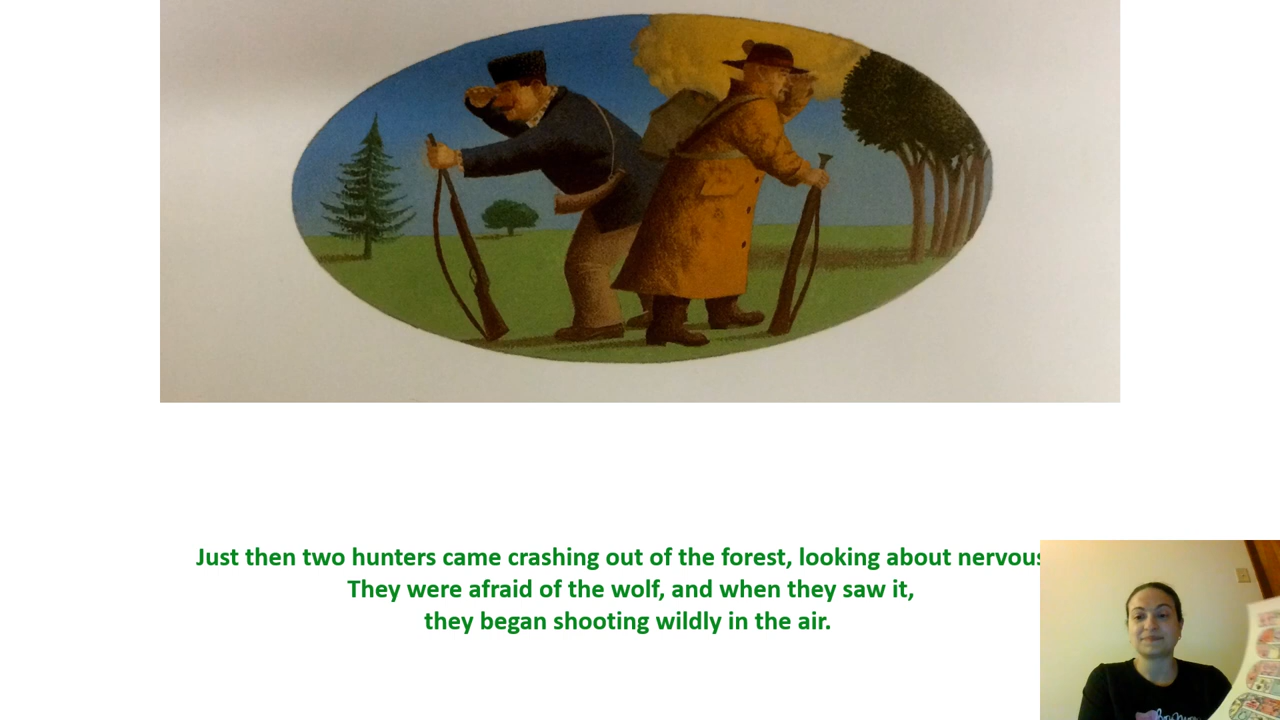 Just then two hunters came crashing out of the forest, looking about
They were afraid of the wolf, and when they saw it,
they began shooting wildly in the air.